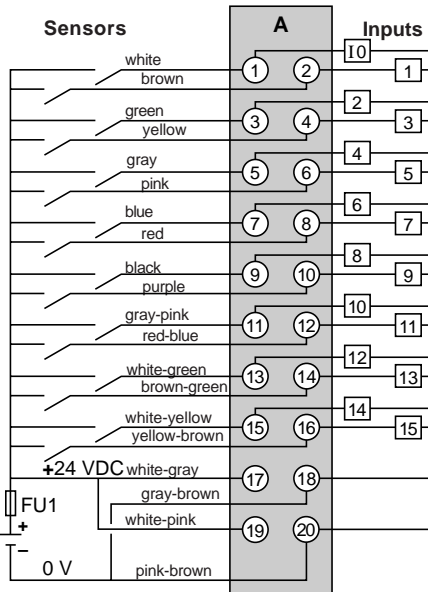 Sensors A Inputs
white 1 2 I0
brown 1
green 3 4 2
yellow 3
gray 5 6 4
pink 5
blue 7 8 6
red 7
black 9 10 8
purple 9
gray-pink 11 12 10
red-blue 11
white-green 13 14 12
brown-green 13
white-yellow 15 16 14
yellow-brown 15
+24 VDC white-gray 17 18
gray-brown
FU1
+ white-pink 19 20
–
0 V pink-brown